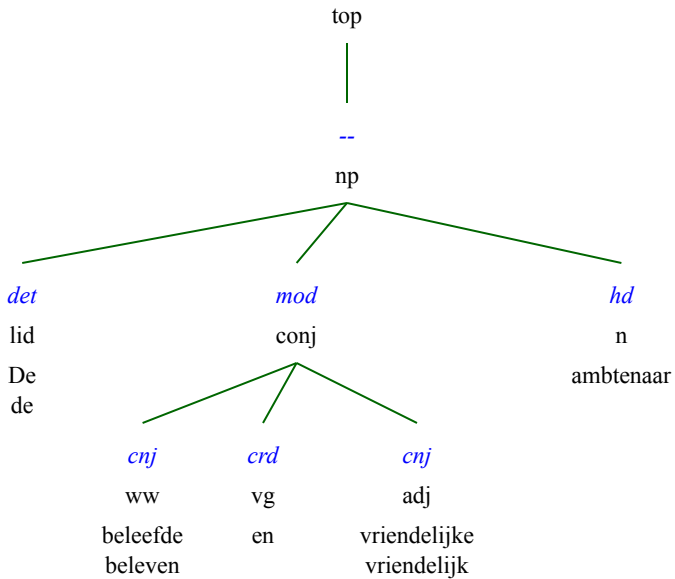 top
--
np
det mod hd
lid conj n
De ambtenaar
de
cnj crd cnj
ww vg adj
beleefde en vriendelijke
beleven vriendelijk